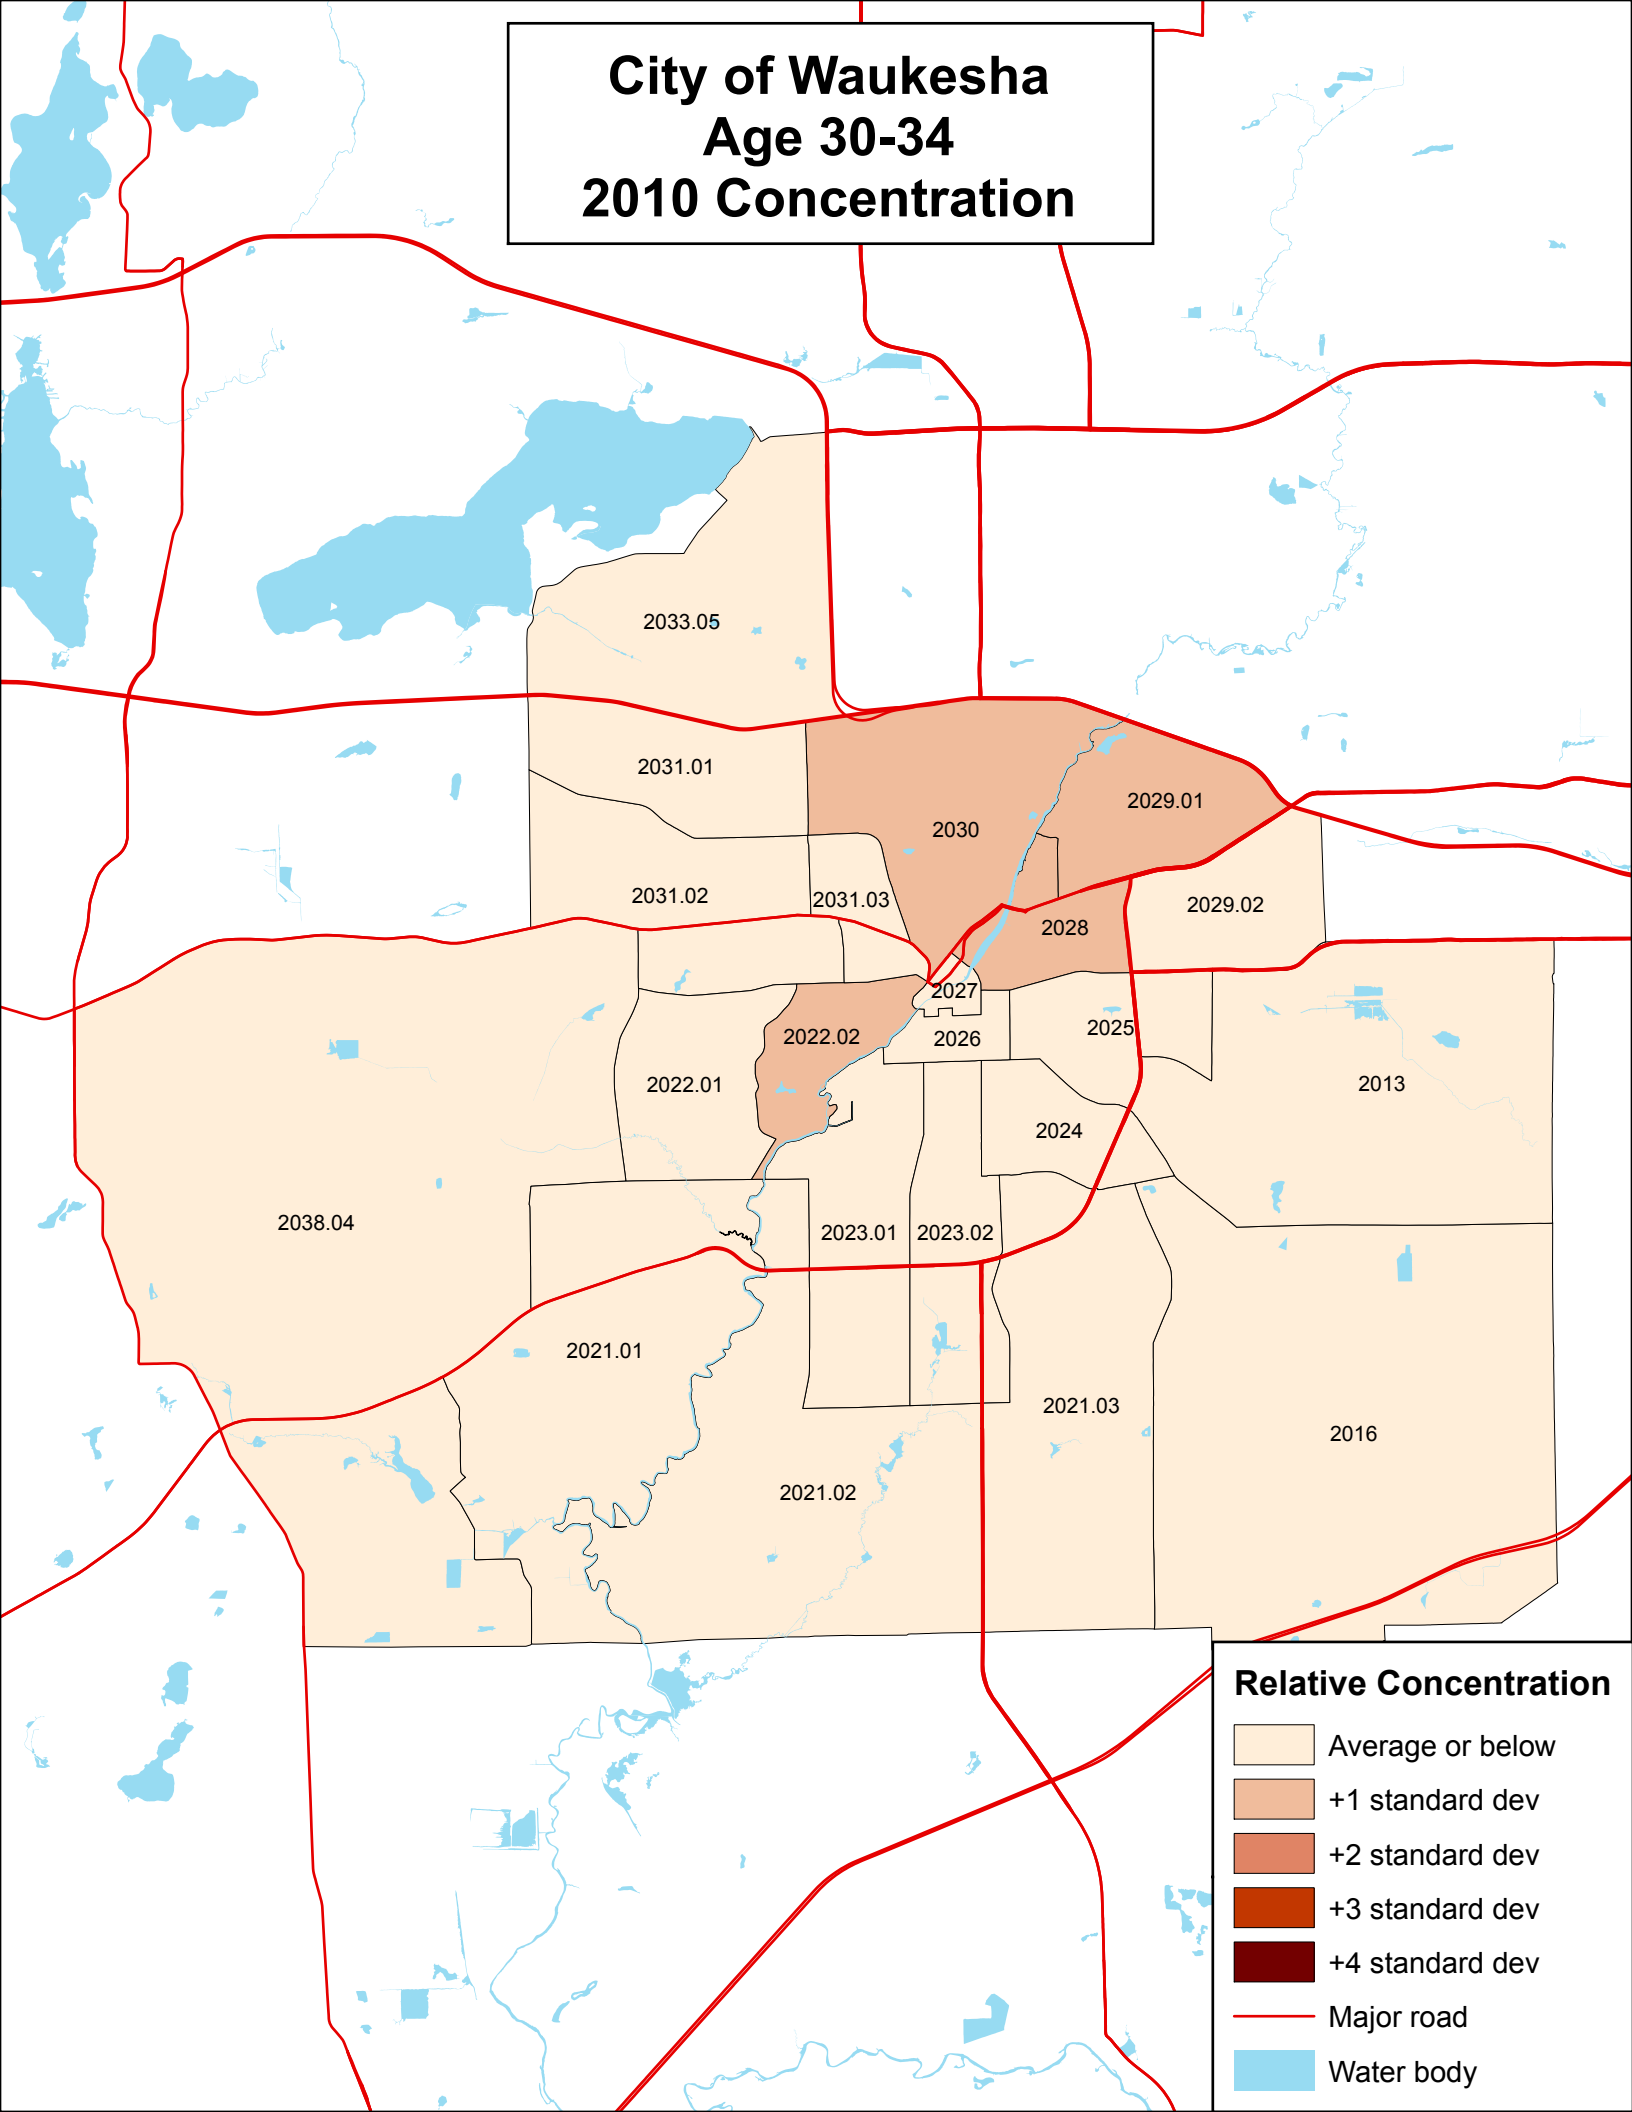 City of Waukesha
Age 30-34
2010 Concentration
2033.05
2031.01
2029.01
2030
2031.02
2031.03
2029.02
2028
2027
2025
2022.02
2026
2022.01
2013
2024
2038.04
2023.01
2023.02
2021.01
2021.03
2016
2021.02
Relative Concentration
Average or below
+1 standard dev
+2 standard dev
+3 standard dev
+4 standard dev
Major road
Water body